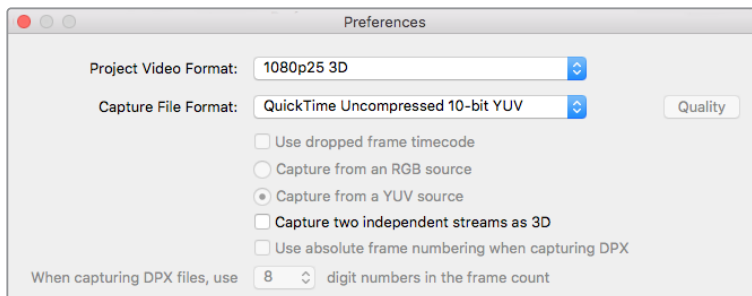 Preferences
Project Video Format: 1080p25 3D
Capture File Format: QuickTime Uncompressed 10-bit YUV Quality
Use dropped frame timecode
Capture from an RGB source
Capture from a YUV source
Capture two independent streams as 3D
Use absolute frame numbering when capturing DPX
When capturing DPX files, use 8 digit numbers in the frame count